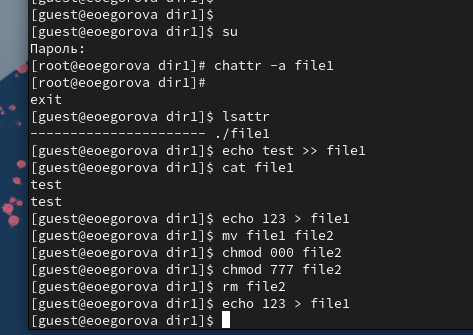 [guest@eoegorova dir1]$
[guest@eoegorova dir1]$
[guest@eoegorova dir1]$ su
Пароль:
[root@eoegorova dir1]# chattr -a file1
[root@eoegorova dir1]#
exit
[guest@eoegorova dir1]$ lsattr
---------------------- ./file1
[guest@eoegorova dir1]$ echo test >> file1
[guest@eoegorova dir1]$ cat file1
test
test
[guest@eoegorova dir1]$ echo 123 > file1
[guest@eoegorova dir1]$ mv file1 file2
[guest@eoegorova dir1]$ chmod 000 file2
[guest@eoegorova dir1]$ chmod 777 file2
[guest@eoegorova dir1]$ rm file2
[guest@eoegorova dir1]$ echo 123 > file1
[guest@eoegorova dir1]$